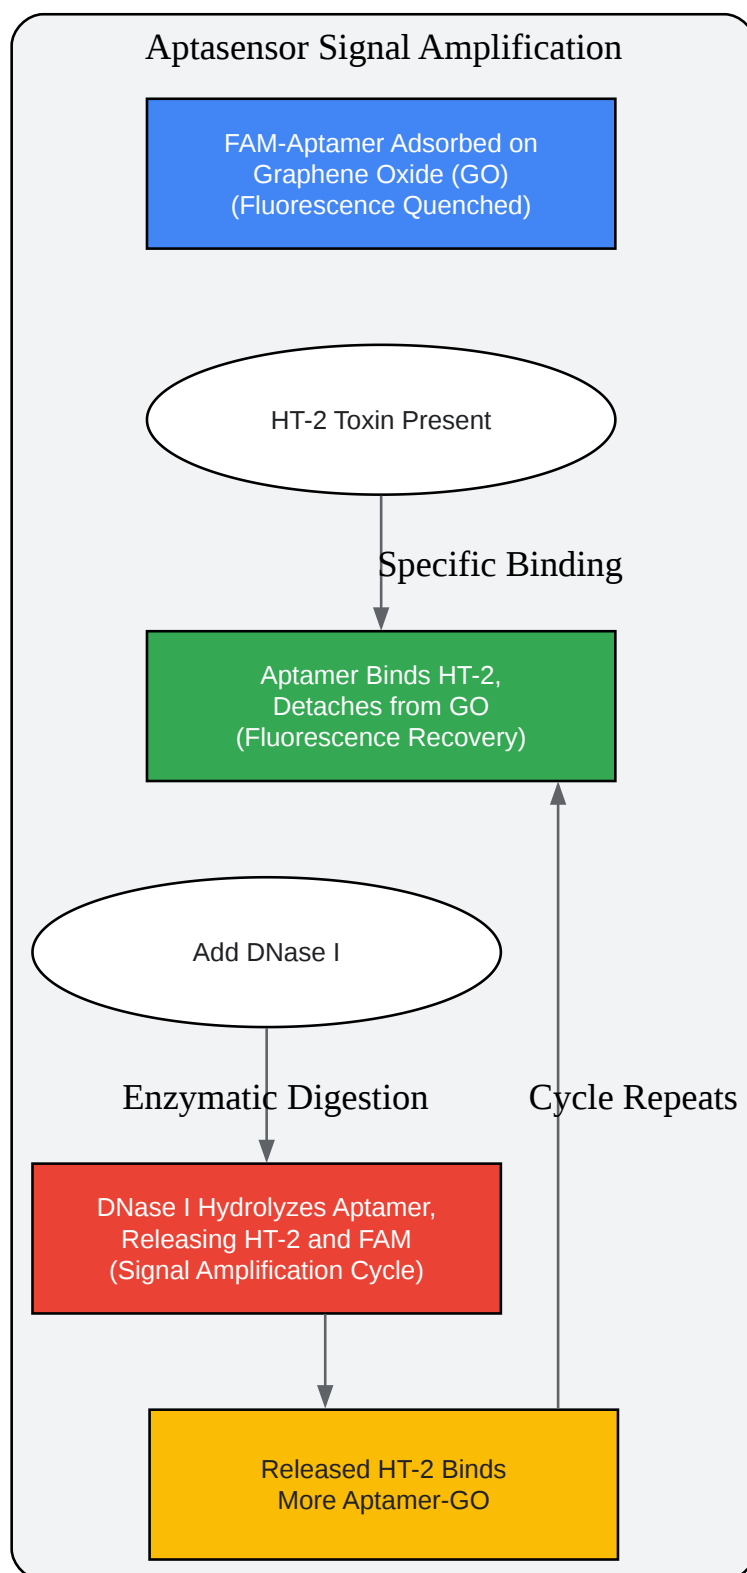 Aptasensor Signal Amplification
FAM-Aptamer Adsorbed on
Graphene Oxide (GO)
(Fluorescence Quenched)
HT-2 Toxin Present
Specific Binding
Aptamer Binds HT-2,
Detaches from GO
(Fluorescence Recovery)
Add DNase I
Enzymatic Digestion
Cycle Repeats
DNase I Hydrolyzes Aptamer,
Releasing HT-2 and FAM
(Signal Amplification Cycle)
Released HT-2 Binds
More Aptamer-GO